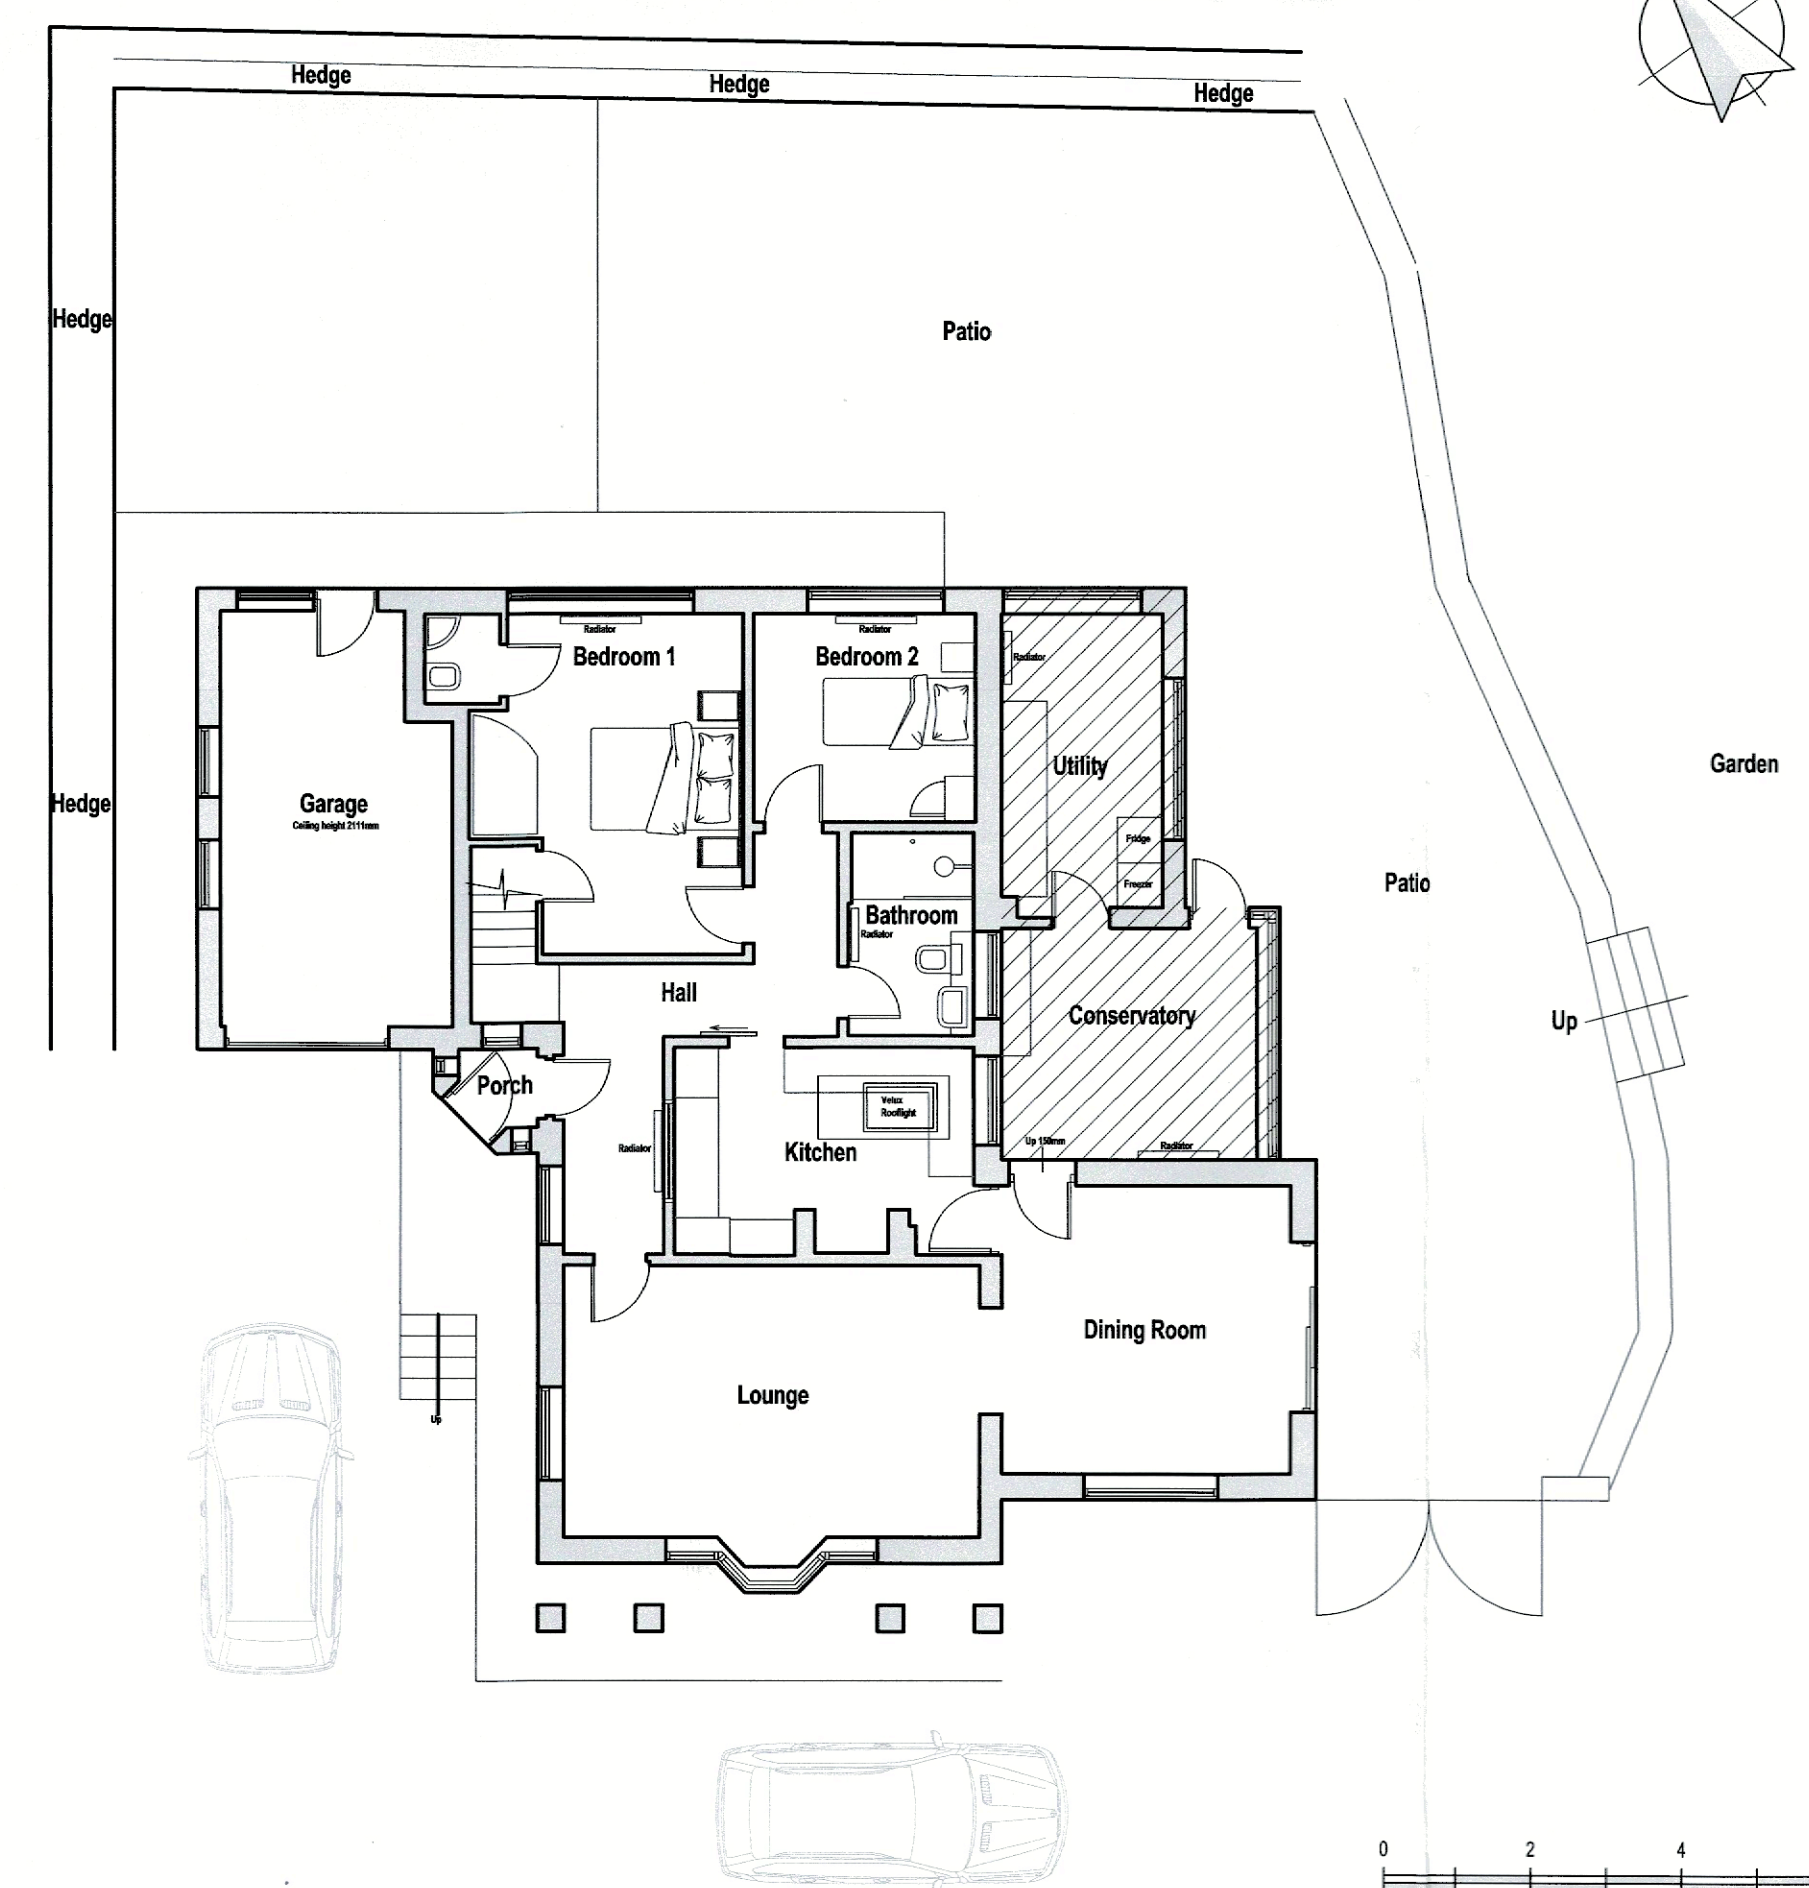 Hedge
Hedge
Hedge
Hedge
Patio
Radiator
Radiator
Bedroom 1
Bedroom 2
Radiator
Utility
Garden
Hedge
Garage
Ceiling height 2111mm
Fridge
Freezer
Patio
Bathroom
Radiator
Hall
Conservatory
Up
Porch
Velux
Rooflight
Radiator
Kitchen
Up 150mm
Radiator
Dining Room
Lounge
Up
0 2 4